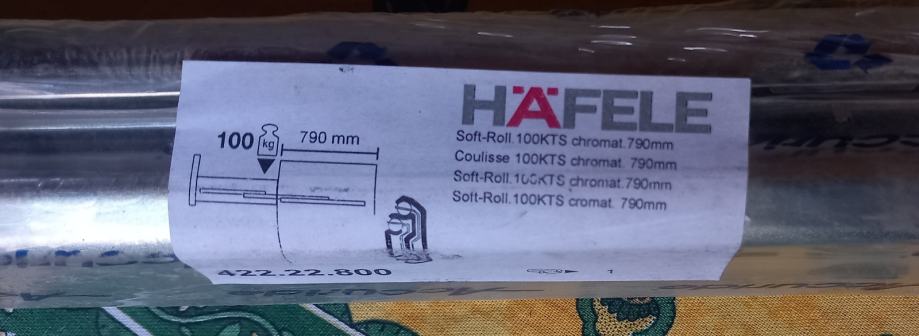 HÄFELE
Soft-Roll.100KTS chromat.790mm
Coulisse 100KTS chromat. 790mm
Soft-Roll.100KTS chromat.790mm
Soft-Roll.100KTS cromat. 790mm
100 kg
790 mm
422.22.800
1
Accuride